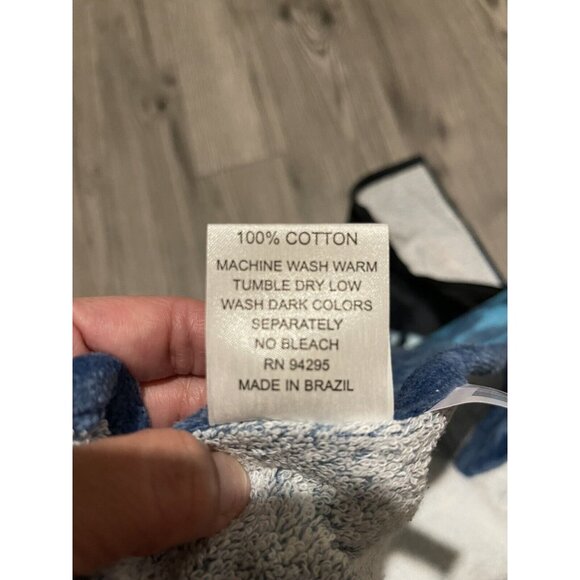 100% COTTON
MACHINE WASH WARM
TUMBLE DRY LOW
WASH DARK COLORS
SEPARATELY
NO BLEACH
RN 94295
MADE IN BRAZIL